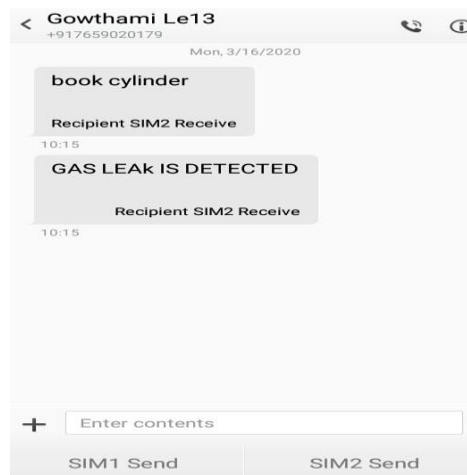 Gowthami Le13
+917659020179
Mon, 3/16/2020
book cylinder
Recipient SIM2 Receive
10:15
GAS LEAk IS DETECTED
Recipient SIM2 Receive
10:15
Enter contents
SIM1 Send SIM2 Send